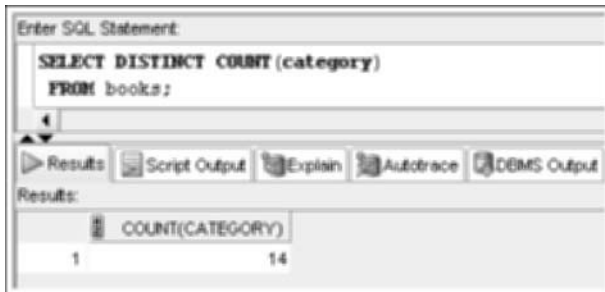 Enter SQL Statement:
SELECT DISTINCT COUNT(category)
FROM books;
Results Script Output Explain Autotrace DBMS Output
Results:
COUNT(CATEGORY)
1 14